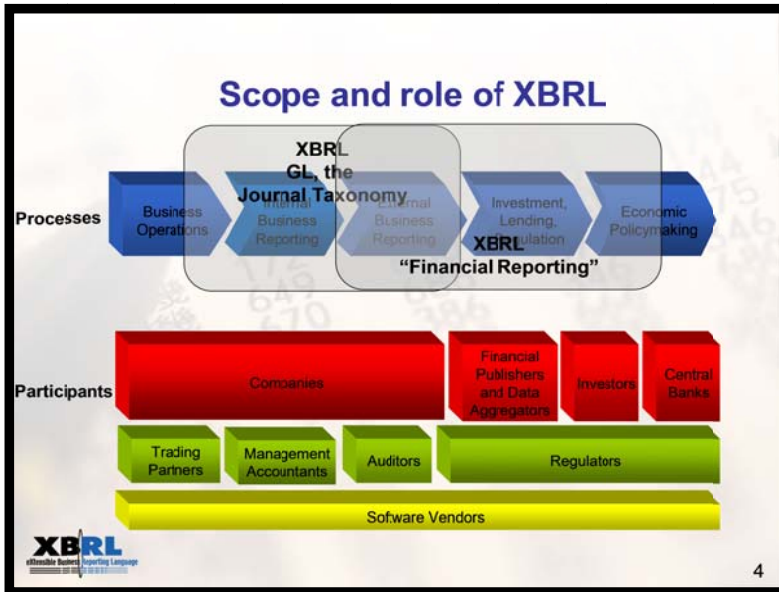 Scope and role of XBRL
XBRL
GL, the
Journal Taxonomy
Processes
Business
Operations
Internal
Business
Reporting
External
Business
Reporting
Investment,
Lending,
Regulation
Economic
Policymaking
XBRL
“Financial Reporting”
Participants
Companies
Financial
Publishers
and Data
Aggregators
Investors
Central
Banks
Trading
Partners
Management
Accountants
Auditors
Regulators
Software Vendors
XBRL
eXtensible Business Reporting Language
4